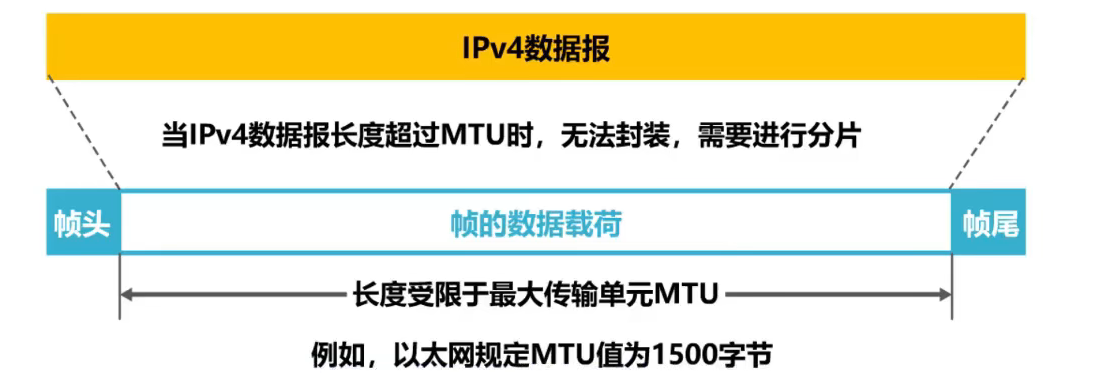 IPv4数据报
当IPv4数据报长度超过MTU时，无法封装，需要进行分片
帧头 帧的数据载荷 帧尾
长度受限于最大传输单元MTU
例如，以太网规定MTU值为1500字节